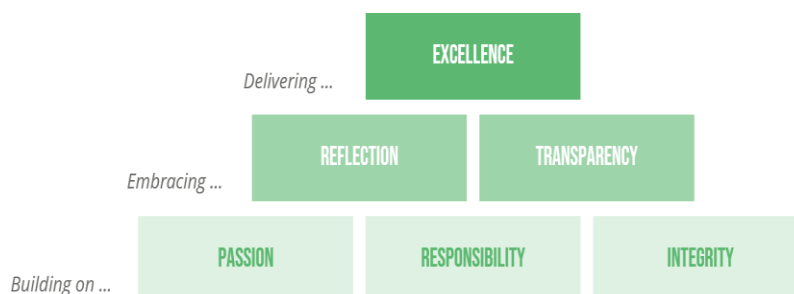 EXCELLENCE
Delivering ...
REFLECTION TRANSPARENCY
Embracing ...
PASSION RESPONSIBILITY INTEGRITY
Building on ...